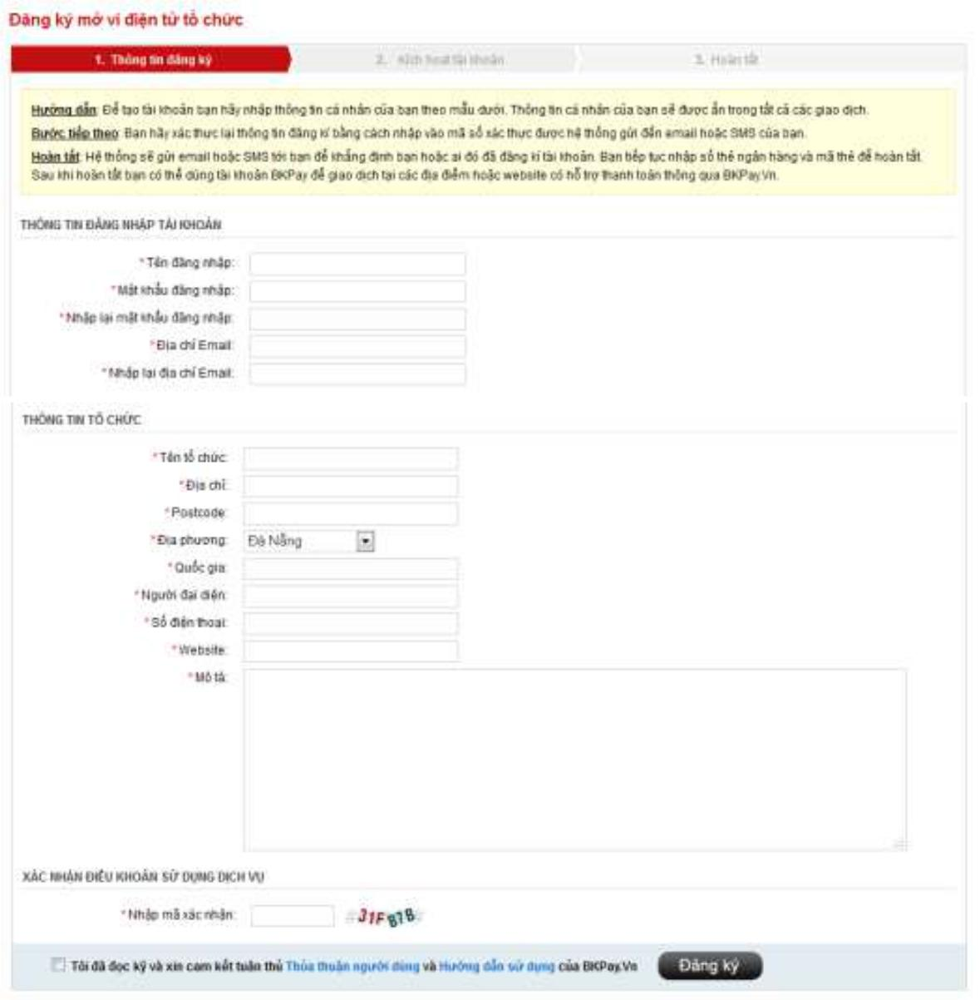 Đăng ký mở ví điện tử tổ chức
1. Thông tin đăng ký 2. Kích hoạt tài khoản 3. Hoàn tất
Hướng dẫn: Để tạo tài khoản bạn hãy nhập thông tin cá nhân của bạn theo mẫu dưới. Thông tin cá nhân của bạn sẽ được ẩn trong tất cả các giao dịch.
Bước tiếp theo: Bạn hãy xác thực lại thông tin đăng kí bằng cách nhập vào mã số xác thực được hệ thống gửi đến email hoặc SMS của bạn.
Hoàn tất: Hệ thống sẽ gửi email hoặc SMS tới bạn để khẳng định bạn hoặc ai đó đã đăng kí tài khoản. Bạn tiếp tục nhập số thẻ ngân hàng và mã thẻ để hoàn tất.
Sau khi hoàn tất bạn có thể dùng tài khoản BKPay để giao dịch tại các địa điểm hoặc website có hỗ trợ thanh toán thông qua BKPay.Vn.
THÔNG TIN ĐĂNG NHẬP TÀI KHOẢN
*Tên đăng nhập:
*Mật khẩu đăng nhập:
*Nhập lại mật khẩu đăng nhập:
*Địa chỉ Email:
*Nhập lại địa chỉ Email:
THÔNG TIN TỔ CHỨC
*Tên tổ chức:
*Địa chỉ:
*Postcode:
*Địa phương: Đà Nẵng
*Quốc gia:
*Người đại diện:
*Số điện thoại:
*Website:
*Mô tả:
XÁC NHẬN ĐIỀU KHOẢN SỬ DỤNG DỊCH VỤ
*Nhập mã xác nhận: 31F87B
Tôi đã đọc kỹ và xin cam kết tuân thủ Thỏa thuận người dùng và Hướng dẫn sử dụng của BKPay.Vn Đăng ký